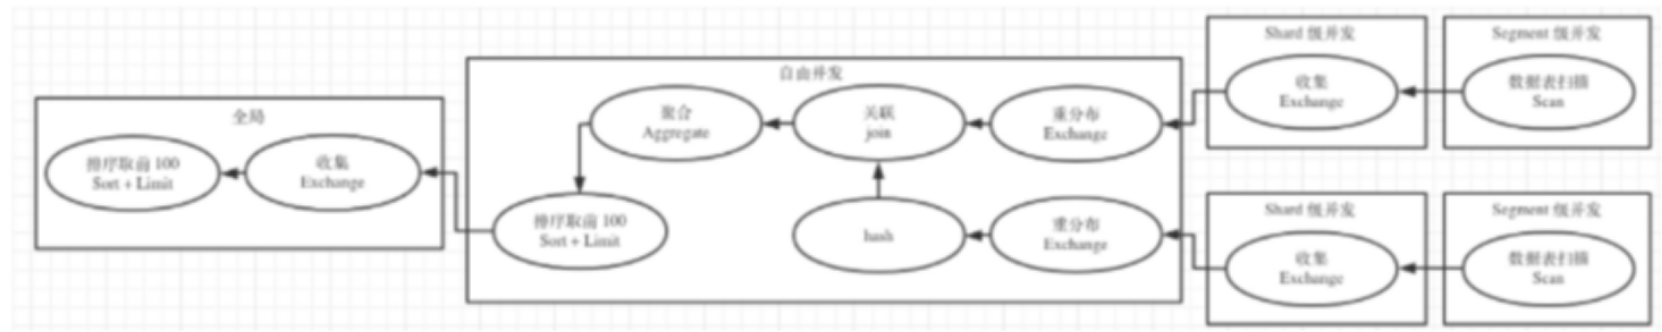 全局
排序取前 100
Sort + Limit
收集
Exchange
自由并发
聚合
Aggregate
关联
join
重分布
Exchange
排序取前 100
Sort + Limit
hash
重分布
Exchange
Shard 级并发
收集
Exchange
Segment 级并发
数据表扫描
Scan
Shard 级并发
收集
Exchange
Segment 级并发
数据表扫描
Scan